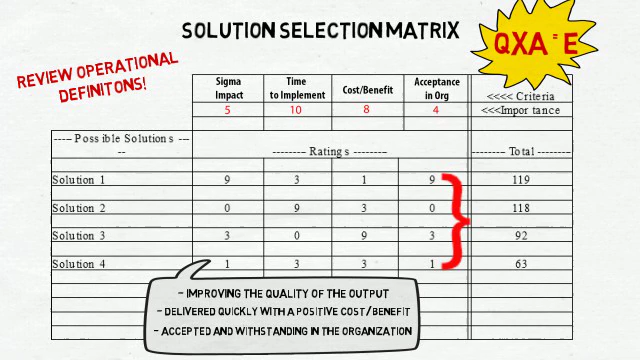 SOLUTION SELECTION MATRIX
QXA = E
REVIEW OPERATIONAL
DEFINITONS!
Sigma Impact Time to Implement Cost/Benefit Acceptance in Org <<<< Criteria
5 10 8 4 <<<Impor tance
---- Possible Solutions -----
-------- Ratings -------- -------- Total --------
Solution 1 9 3 1 9 119
Solution 2 0 9 3 0 118
Solution 3 3 0 9 3 92
Solution 4 1 3 3 1 63
- IMPROVING THE QUALITY OF THE OUTPUT
- DELIVERED QUICKLY WITH A POSITIVE COST/BENEFIT
- ACCEPTED AND WITHSTANDING IN THE ORGANIZATION